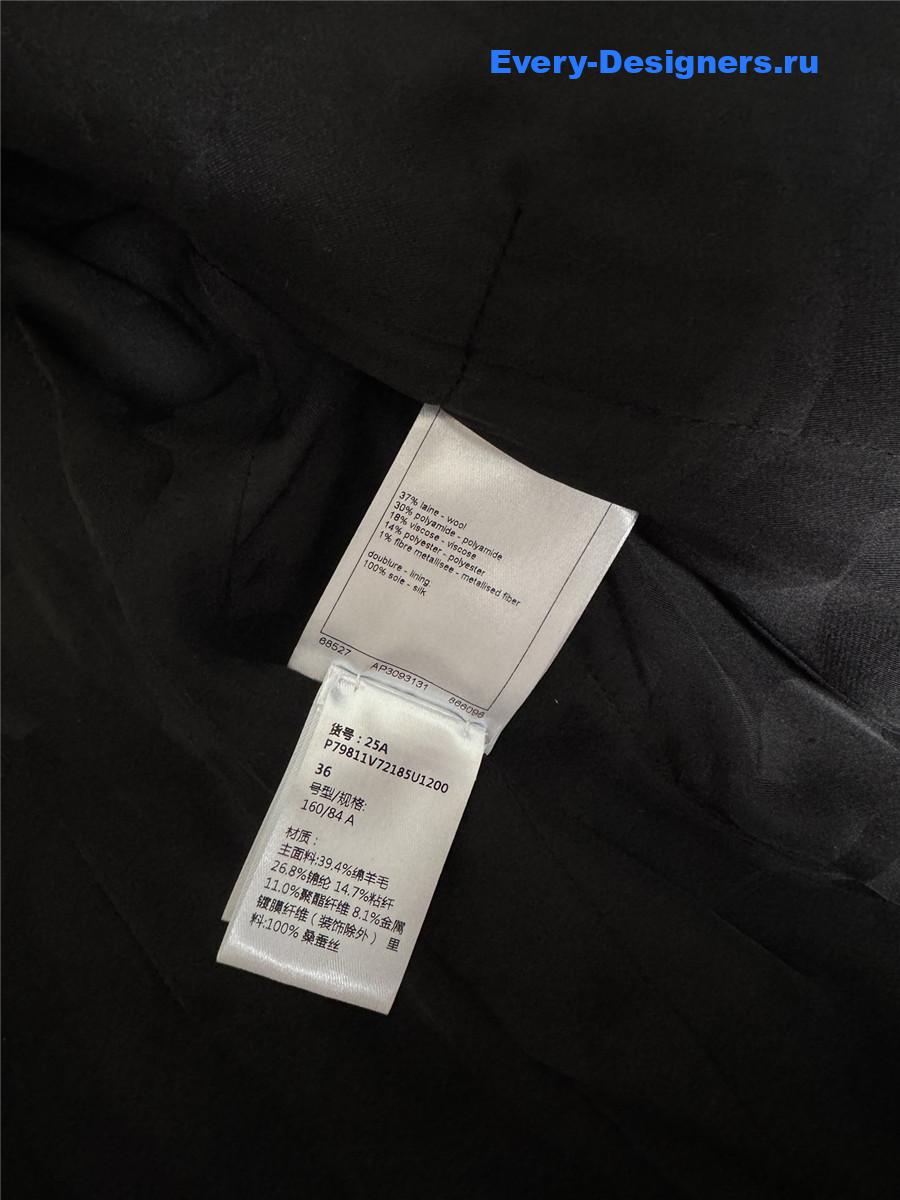 Every-Designers.ru
37% laine - wool
30% polyamide - polyamide
18% viscose - viscose
14% polyester - polyester
1% fibre metallisee - metallised fiber
doublure - lining
100% soie - silk
68527 AP3093131 866096
货号：25A
P79811V72185U1200
36
号型/规格:
160/84 A
材质：
主面料:39.4%绵羊毛
26.8%锦纶 14.7%粘纤
11.0%聚酯纤维 8.1%金属
镀膜纤维（装饰除外） 里
料:100% 桑蚕丝